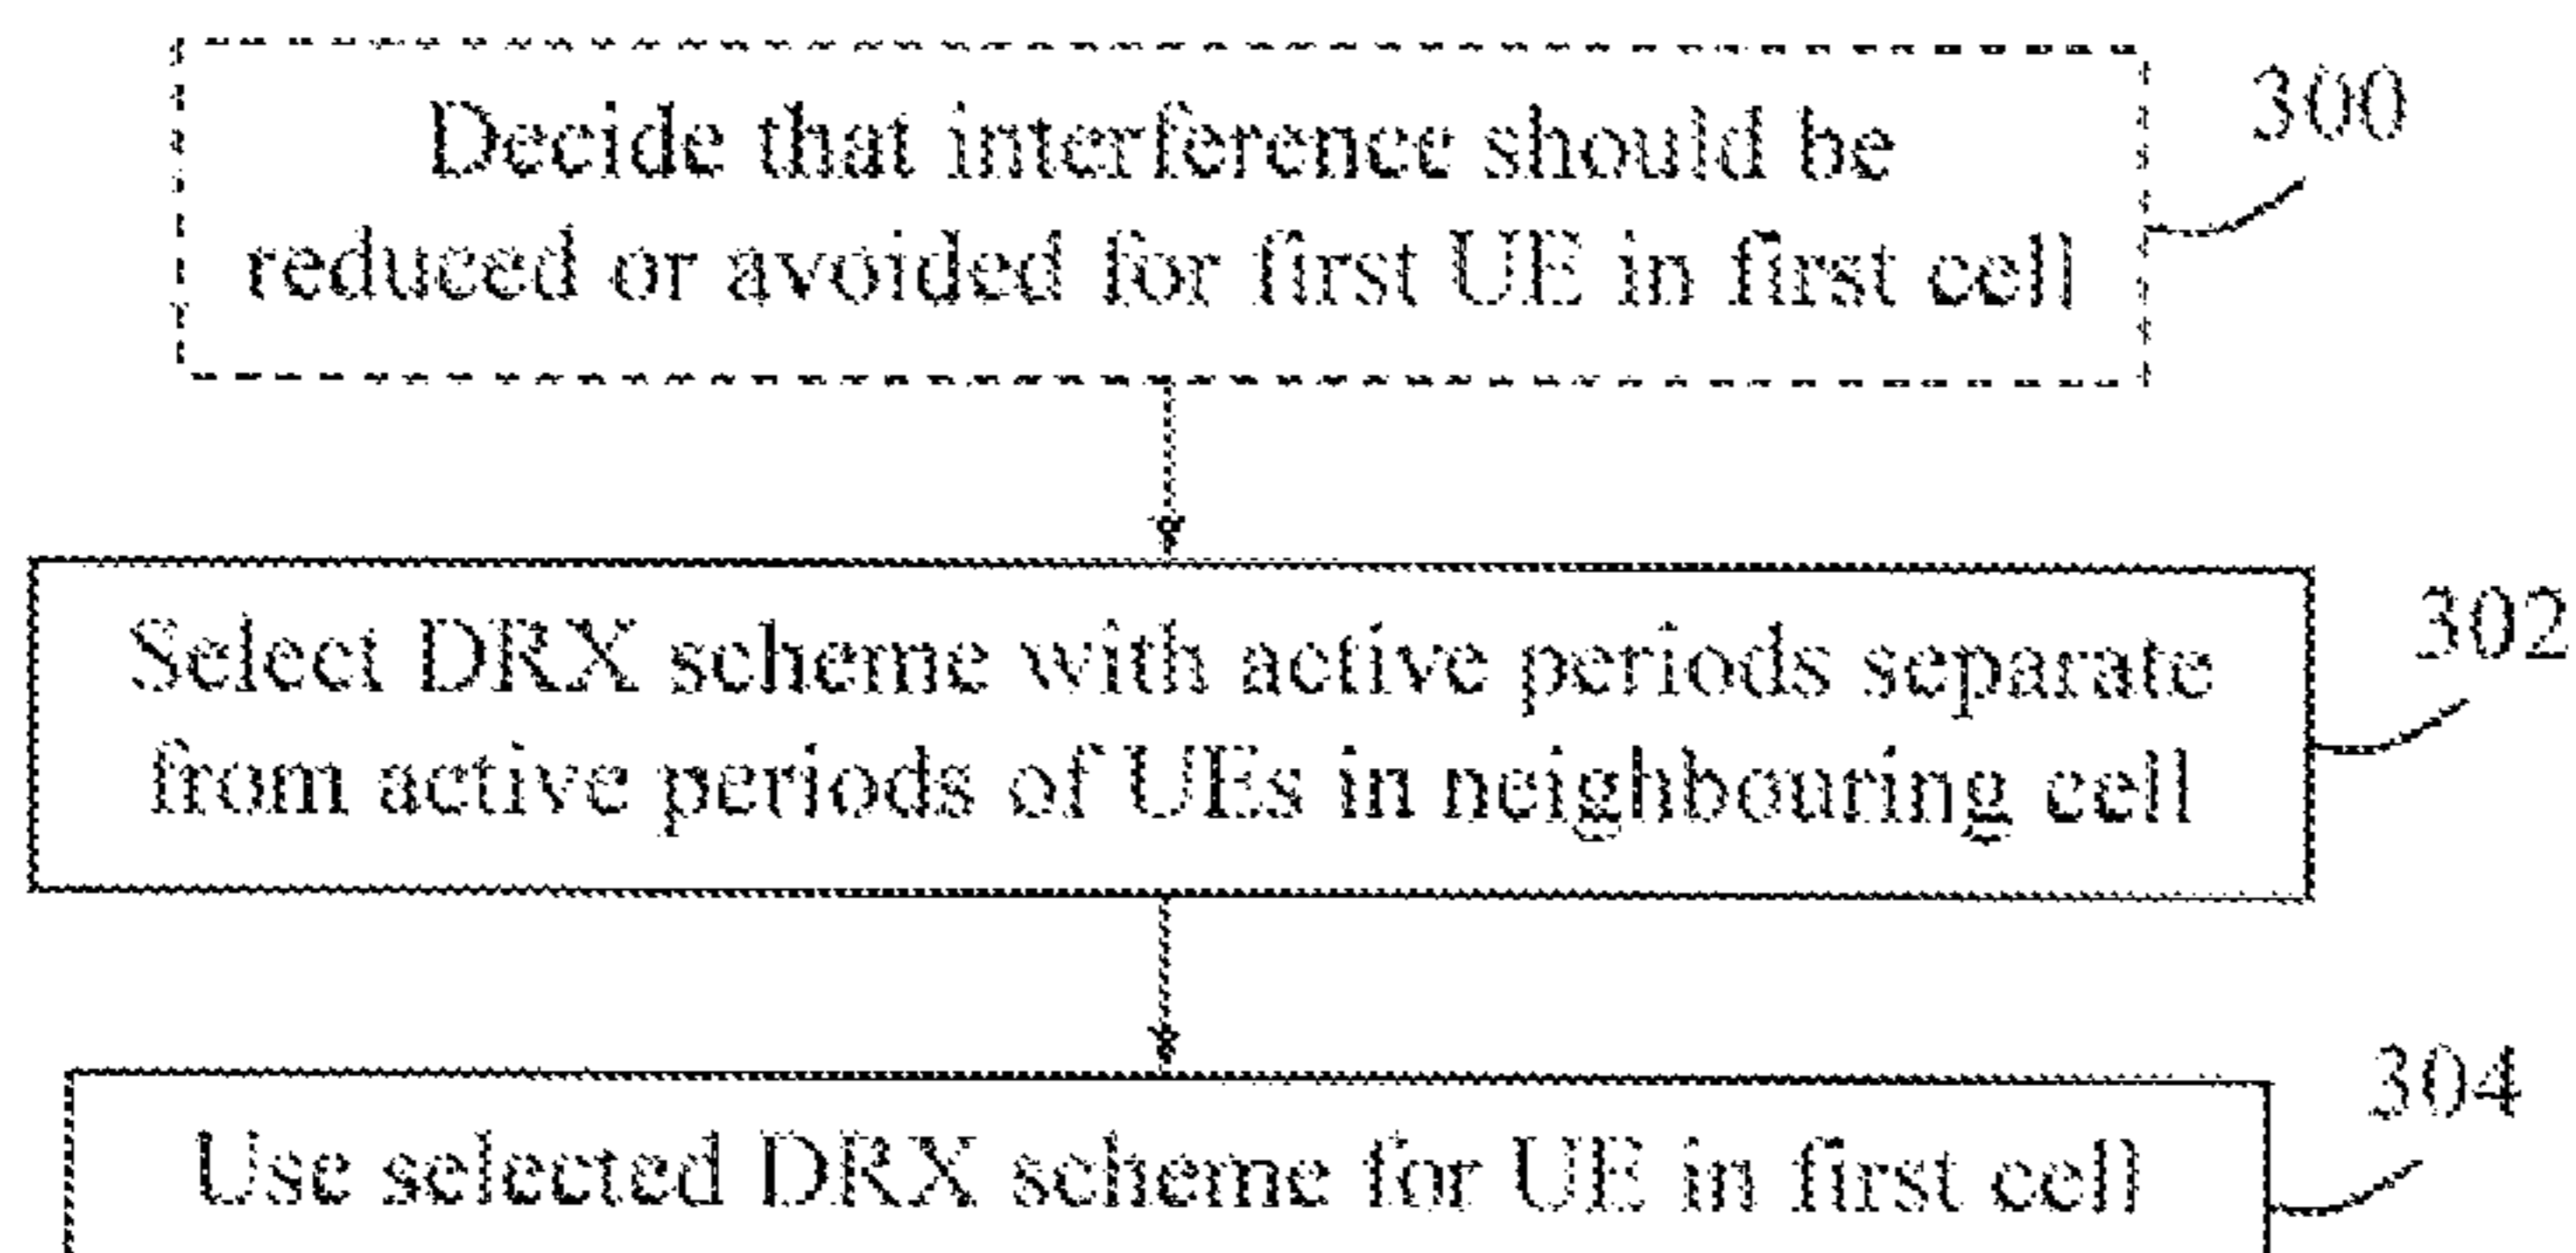 Decide that interference should be
reduced or avoided for first UE in first cell
300
Select DRX scheme with active periods separate
from active periods of UEs in neighbouring cell
302
Use selected DRX scheme for UE in first cell
304